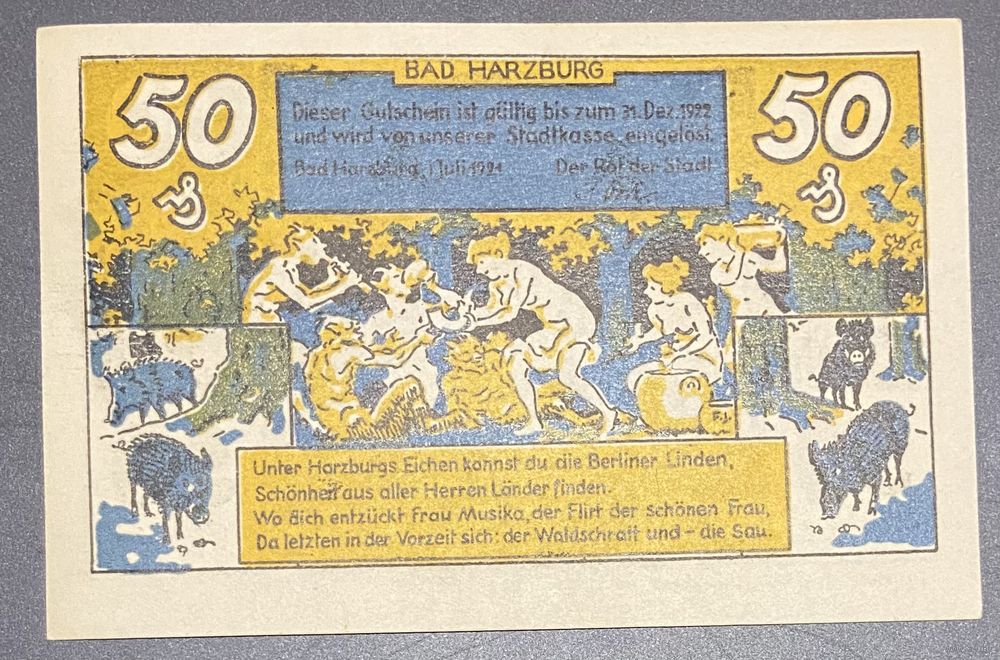 BAD HARZBURG
50 ₰
50 ₰
Dieser Gutschein ist gültig bis zum 31. Dez. 1922
und wird von unserer Stadtkasse eingelöst.
Bad Harzburg, 1 Juli 1921 Der Rat der Stadt
F.J.
Unter Harzburgs Eichen kannst du die Berliner Linden,
Schönheit aus aller Herren Länder finden.
Wo dich entzückt Frau Musika, der Flirt der schönen Frau,
Da letzten in der Vorzeit sich: der Waldschratt und – die Sau.